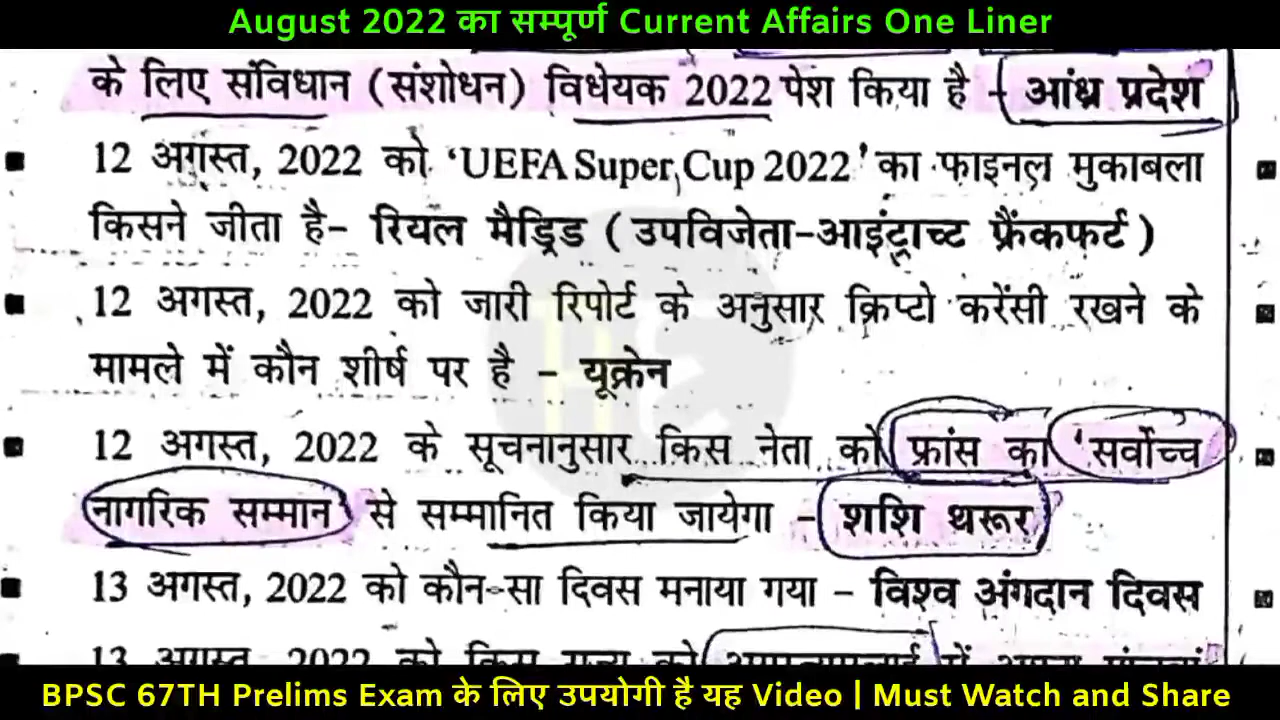 August 2022 का सम्पूर्ण Current Affairs One Liner
के लिए संविधान (संशोधन) विधेयक 2022 पेश किया है - आंध्र प्रदेश
■ 12 अगस्त, 2022 को 'UEFA Super Cup 2022' का फाइनल मुकाबला
किसने जीता है- रियल मैड्रिड (उपविजेता-आइंट्राच्ट फ्रैंकफर्ट)
■ 12 अगस्त, 2022 को जारी रिपोर्ट के अनुसार क्रिप्टो करेंसी रखने के
मामले में कौन शीर्ष पर है - यूक्रेन
■ 12 अगस्त, 2022 के सूचनानुसार किस नेता को फ्रांस का 'सर्वोच्च
नागरिक सम्मान' से सम्मानित किया जायेगा - शशि थरूर
■ 13 अगस्त, 2022 को कौन-सा दिवस मनाया गया - विश्व अंगदान दिवस
13 अगस्त, 2022 को किस राज्य को
BPSC 67TH Prelims Exam के लिए उपयोगी है यह Video | Must Watch and Share